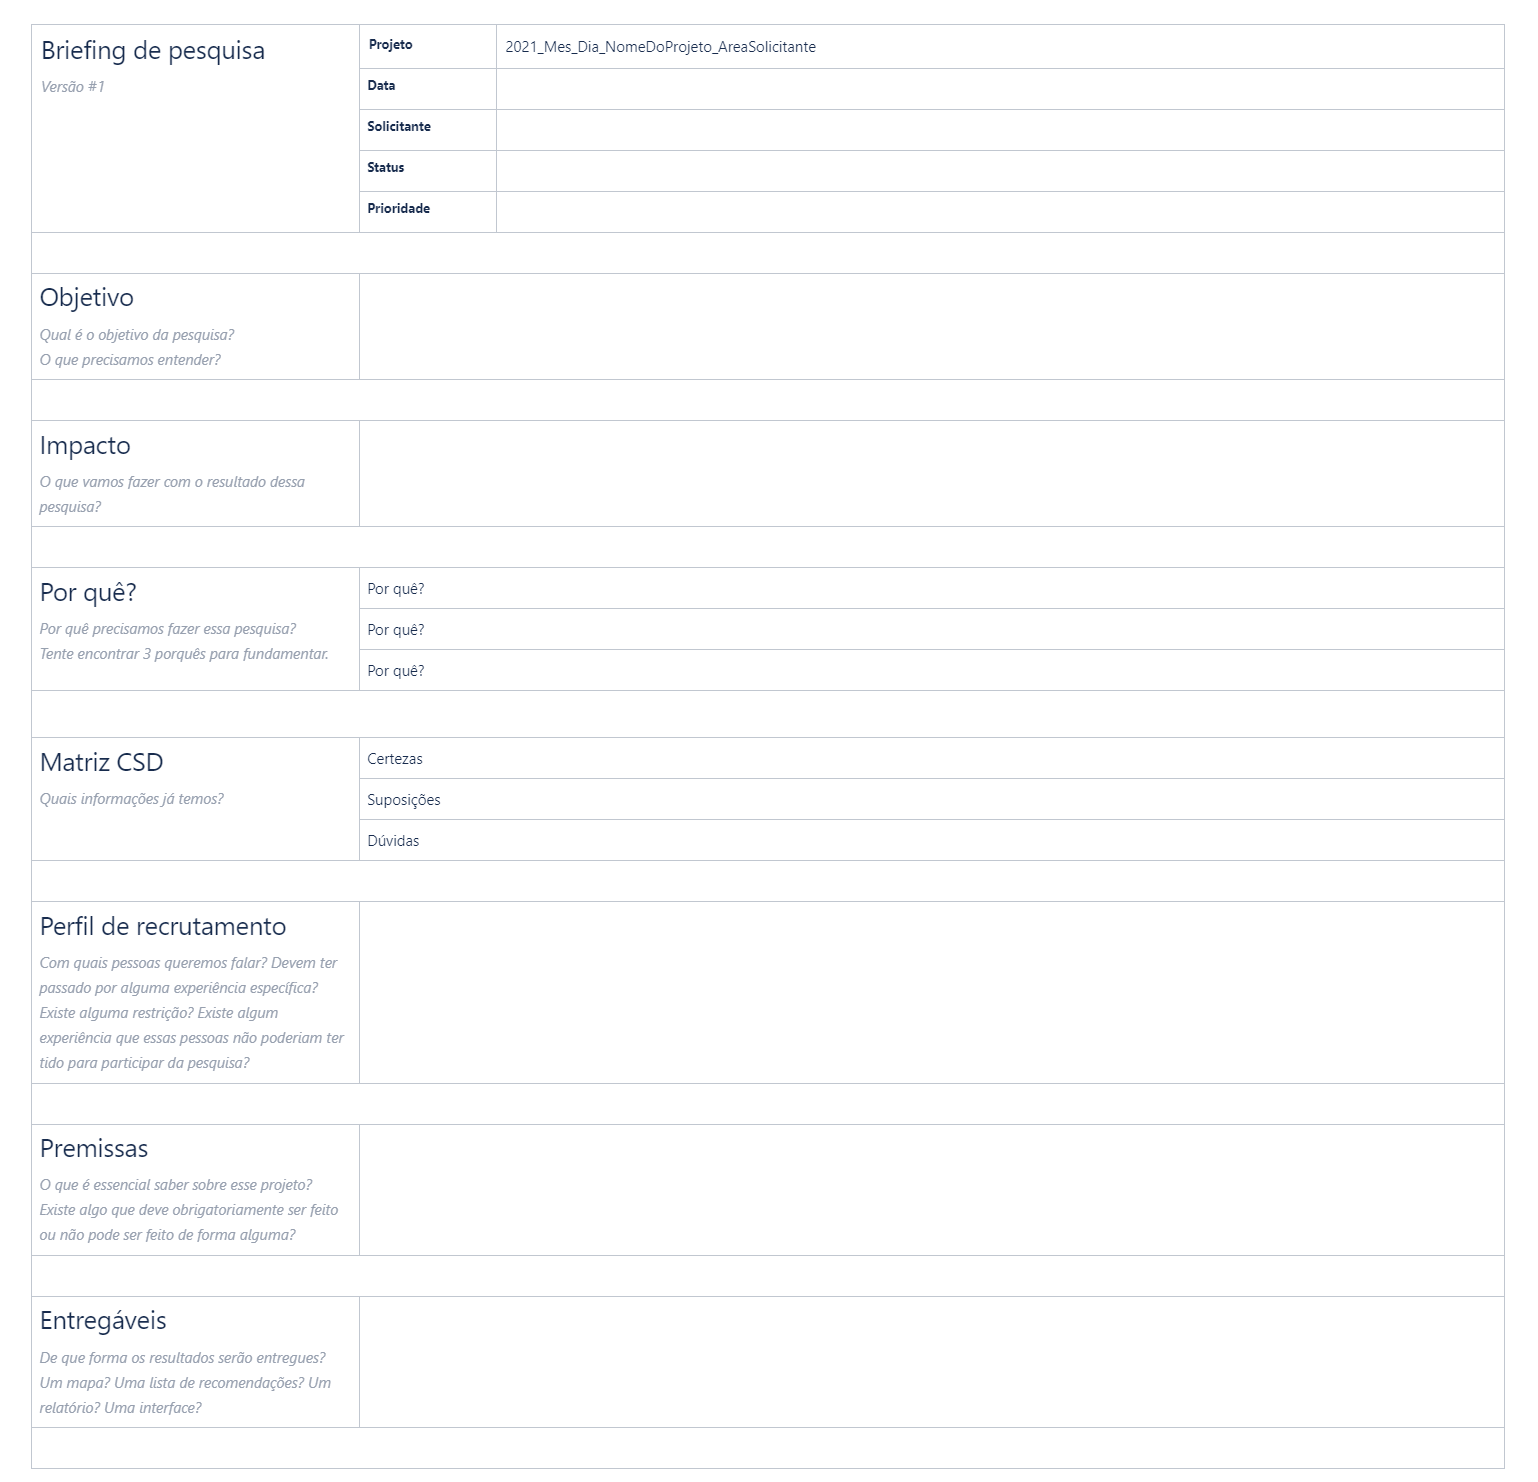 Briefing de pesquisa
Versão #1
Projeto
2021_Mes_Dia_NomeDoProjeto_AreaSolicitante
Data
Solicitante
Status
Prioridade
Objetivo
Qual é o objetivo da pesquisa?
O que precisamos entender?
Impacto
O que vamos fazer com o resultado dessa
pesquisa?
Por quê?
Por quê precisamos fazer essa pesquisa?
Tente encontrar 3 porquês para fundamentar.
Por quê?
Por quê?
Por quê?
Matriz CSD
Quais informações já temos?
Certezas
Suposições
Dúvidas
Perfil de recrutamento
Com quais pessoas queremos falar? Devem ter
passado por alguma experiência específica?
Existe alguma restrição? Existe algum
experiência que essas pessoas não poderiam ter
tido para participar da pesquisa?
Premissas
O que é essencial saber sobre esse projeto?
Existe algo que deve obrigatoriamente ser feito
ou não pode ser feito de forma alguma?
Entregáveis
De que forma os resultados serão entregues?
Um mapa? Uma lista de recomendações? Um
relatório? Uma interface?